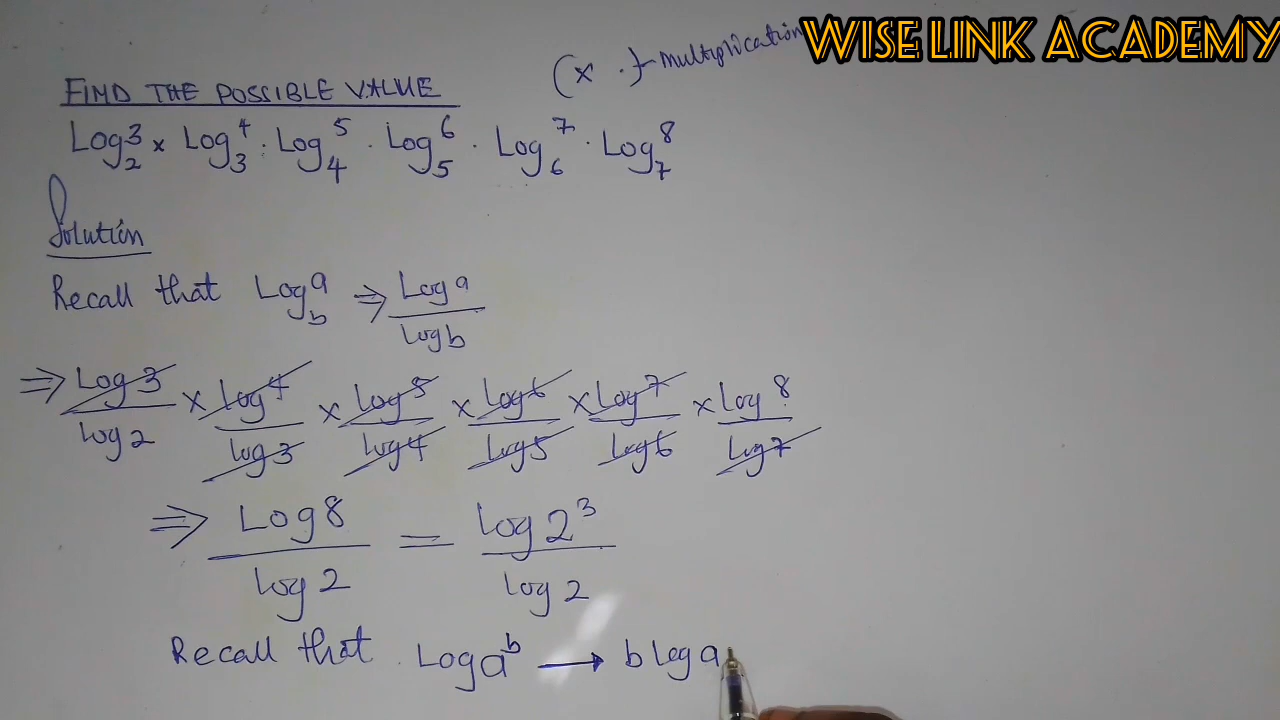 WISE LINK ACADEMY
(x .) - multiplication
FIND THE POSSIBLE VALUE
Log₂³ × Log₃⁴ · Log₄⁵ · Log₅⁶ · Log₆⁷ · Log₇⁸
Solution
Recall that Log_b^a ⇒ Log a / log b
⇒ Log 3 / log 2 × log 4 / log 3 × log 5 / log 4 × log 6 / log 5 × log 7 / log 6 × log 8 / log 7
⇒ Log 8 / log 2 = log 2³ / log 2
Recall that Log a^b → b log a